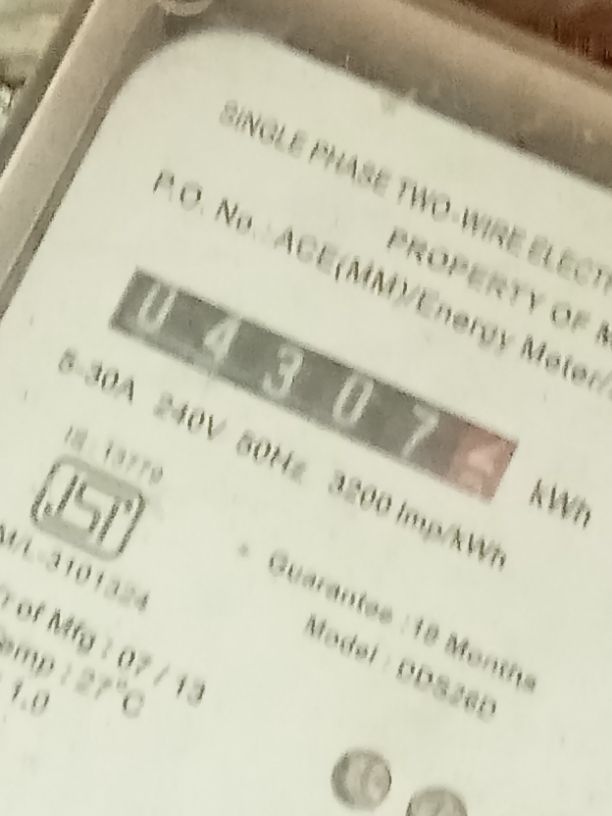 SINGLE PHASE TWO-WIRE ELECT
PROPERTY OF M
P.O. No.: ACE(MM)/Energy Meter/
0 4 3 0 7
kWh
5-30A 240V 50Hz 3200 Imp/kWh
IS. 13779
ISI
M/L-3101324
Guarantee : 18 Months
of Mfg : 07 / 13
Model : DDS26D
emp : 27°C
1.0